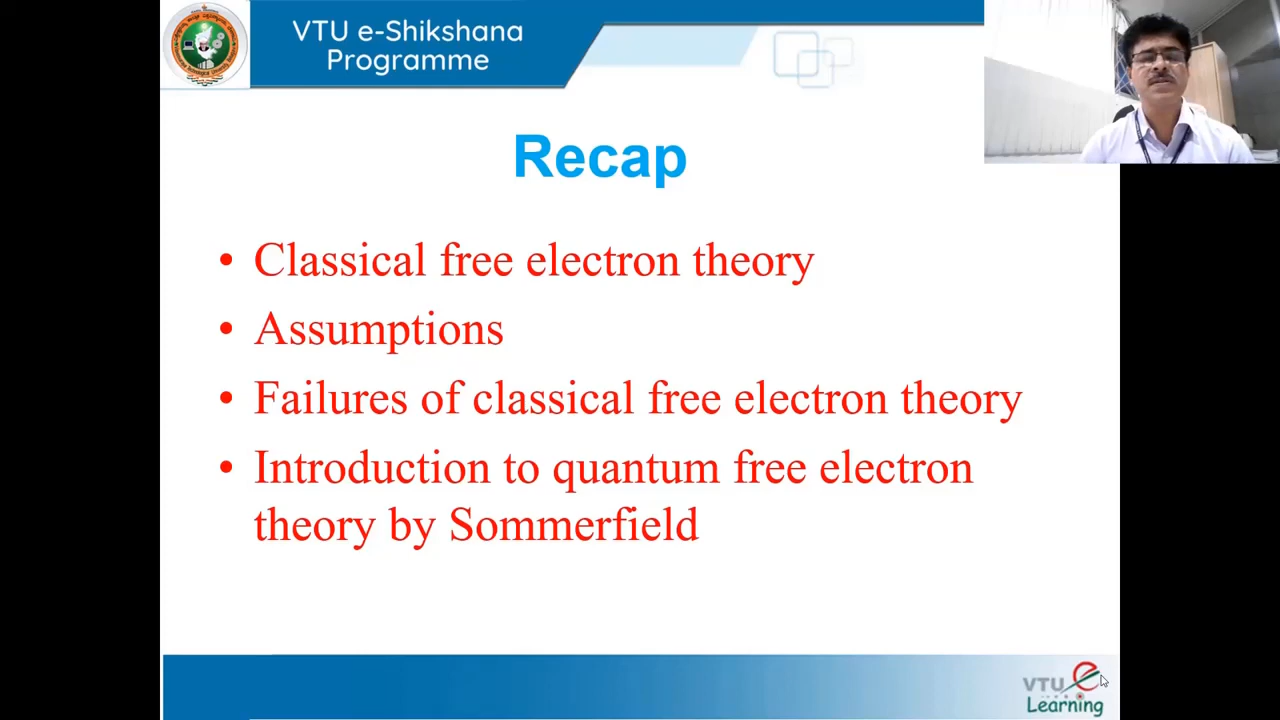 VTU e-Shikshana
Programme
Recap
• Classical free electron theory
• Assumptions
• Failures of classical free electron theory
• Introduction to quantum free electron
theory by Sommerfield
VTU e
Learning